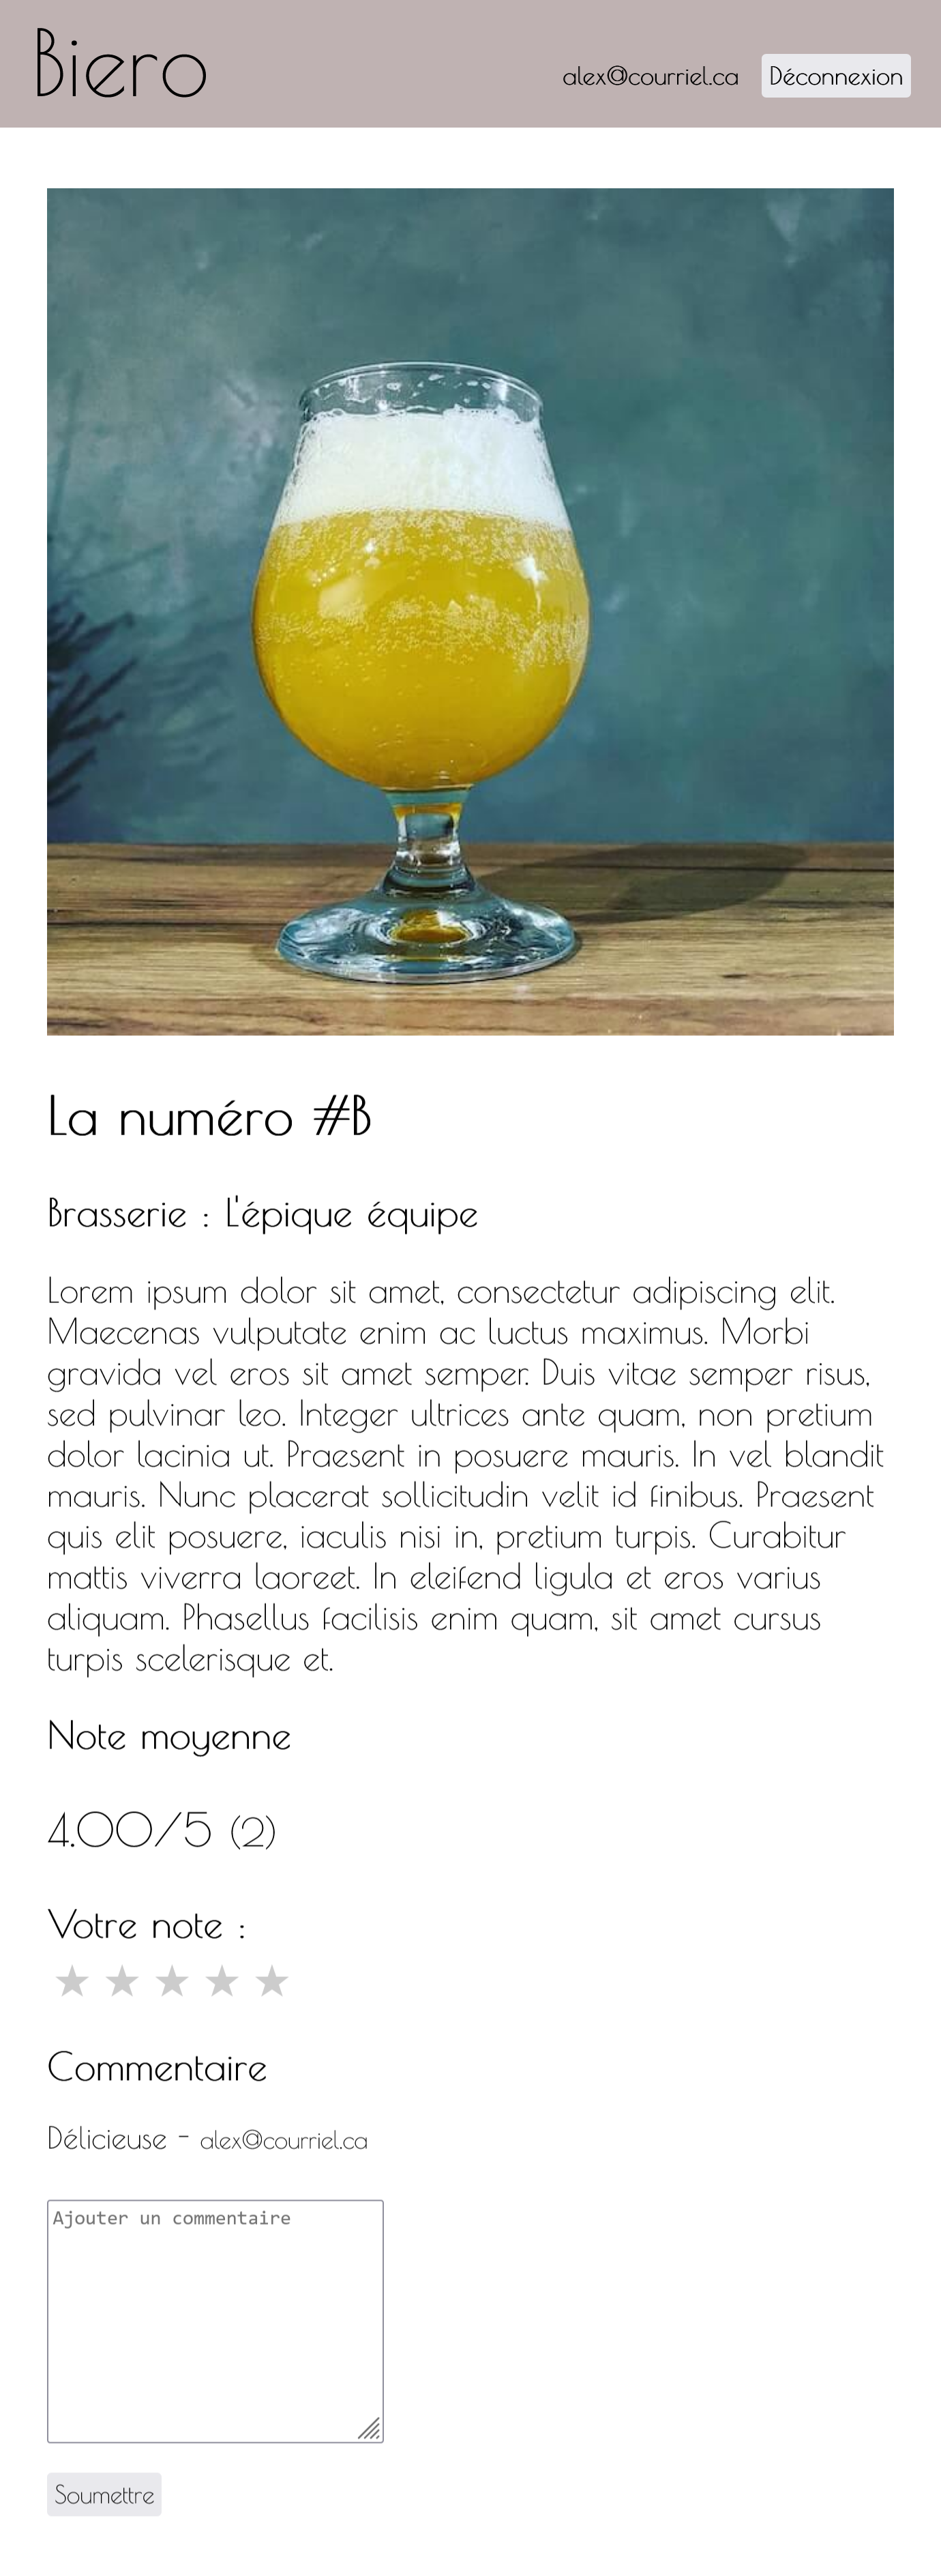 Biero
alex@courriel.ca Déconnexion
La numéro #B
Brasserie : L'épique équipe
Lorem ipsum dolor sit amet, consectetur adipiscing elit.
Maecenas vulputate enim ac luctus maximus. Morbi
gravida vel eros sit amet semper. Duis vitae semper risus,
sed pulvinar leo. Integer ultrices ante quam, non pretium
dolor lacinia ut. Praesent in posuere mauris. In vel blandit
mauris. Nunc placerat sollicitudin velit id finibus. Praesent
quis elit posuere, iaculis nisi in, pretium turpis. Curabitur
mattis viverra laoreet. In eleifend ligula et eros varius
aliquam. Phasellus facilisis enim quam, sit amet cursus
turpis scelerisque et.
Note moyenne
4.00/5 (2)
Votre note :
★ ★ ★ ★ ★
Commentaire
Délicieuse - alex@courriel.ca
Ajouter un commentaire
Soumettre